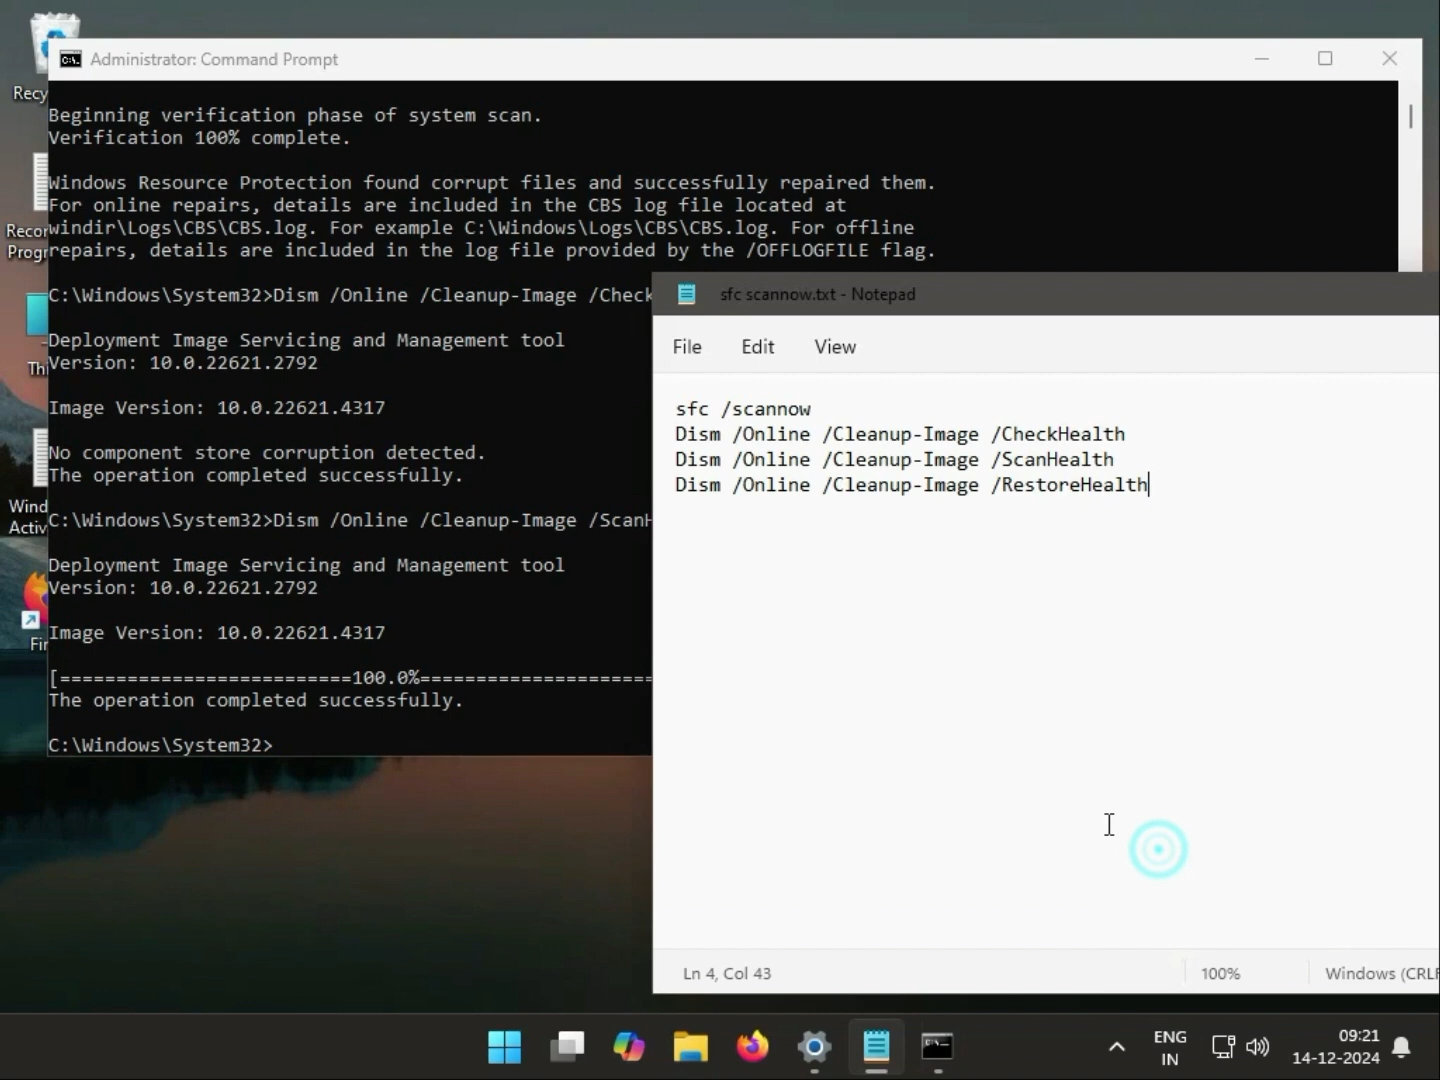 Administrator: Command Prompt
Recy
Beginning verification phase of system scan.
Verification 100% complete.
Windows Resource Protection found corrupt files and successfully repaired them.
For online repairs, details are included in the CBS log file located at
windir\Logs\CBS\CBS.log. For example C:\Windows\Logs\CBS\CBS.log. For offline
repairs, details are included in the log file provided by the /OFFLOGFILE flag.
Recor
Progr
C:\Windows\System32>Dism /Online /Cleanup-Image /Check
Deployment Image Servicing and Management tool
Version: 10.0.22621.2792
Thi
Image Version: 10.0.22621.4317
No component store corruption detected.
The operation completed successfully.
Wind
Activ
C:\Windows\System32>Dism /Online /Cleanup-Image /ScanH
Deployment Image Servicing and Management tool
Version: 10.0.22621.2792
Image Version: 10.0.22621.4317
Fir
[==========================100.0%=====================
The operation completed successfully.
C:\Windows\System32>
sfc scannow.txt - Notepad
File Edit View
sfc /scannow
Dism /Online /Cleanup-Image /CheckHealth
Dism /Online /Cleanup-Image /ScanHealth
Dism /Online /Cleanup-Image /RestoreHealth
Ln 4, Col 43
100%
Windows (CRLF
ENG
IN
09:21
14-12-2024